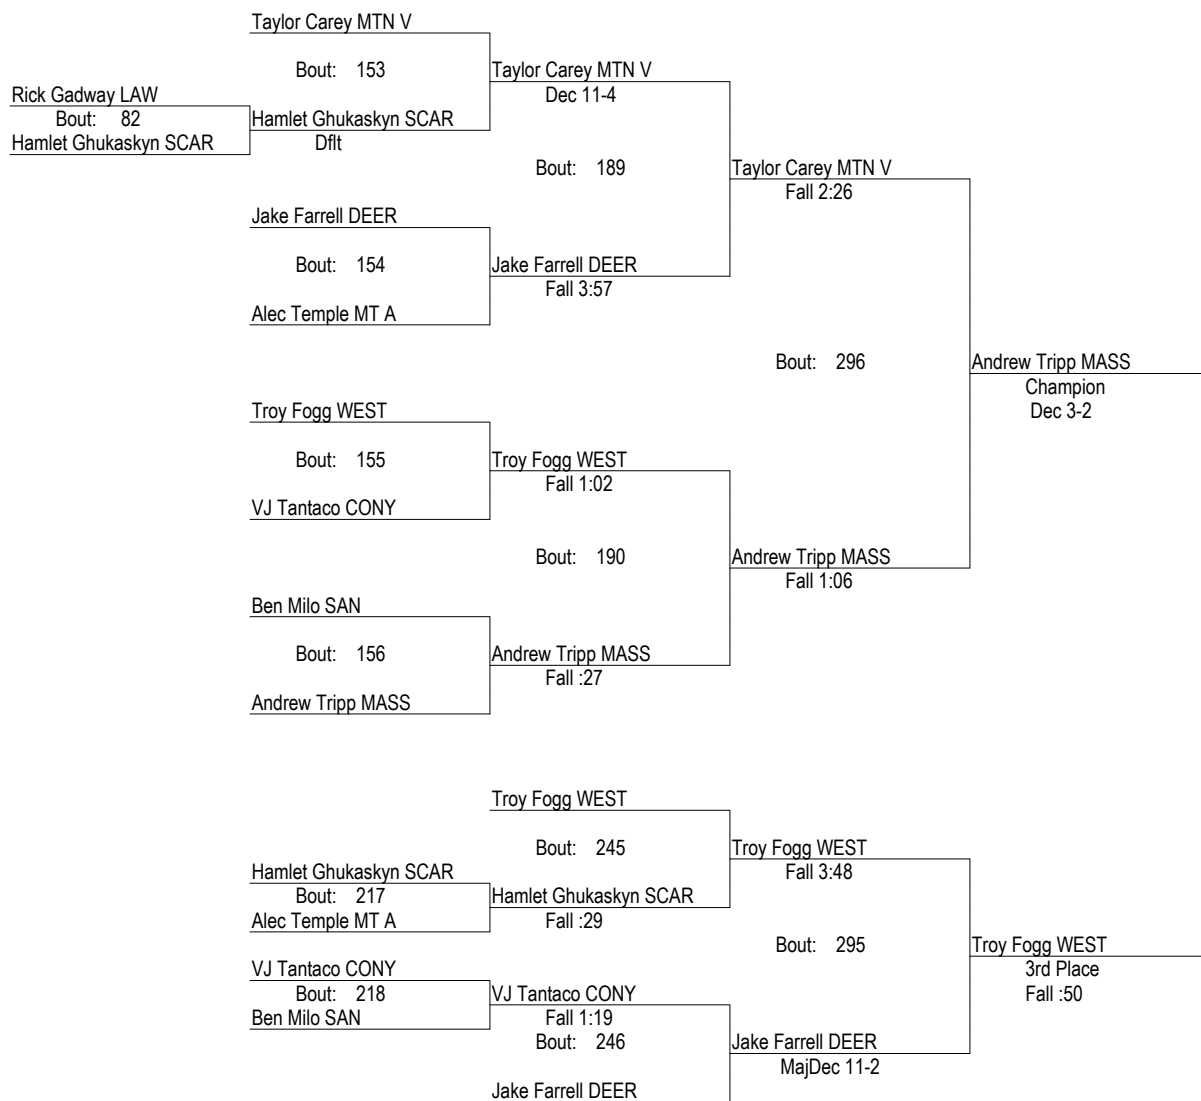 Taylor Carey MTN V
Bout: 153
Taylor Carey MTN V
Rick Gadway LAW
Dec 11-4
Bout: 82
Hamlet Ghukaskyn SCAR
Hamlet Ghukaskyn SCAR
Dflt
Bout: 189
Taylor Carey MTN V
Fall 2:26
Jake Farrell DEER
Bout: 154
Jake Farrell DEER
Fall 3:57
Alec Temple MT A
Bout: 296
Andrew Tripp MASS
Champion
Dec 3-2
Troy Fogg WEST
Bout: 155
Troy Fogg WEST
Fall 1:02
VJ Tantaco CONY
Bout: 190
Andrew Tripp MASS
Fall 1:06
Ben Milo SAN
Bout: 156
Andrew Tripp MASS
Fall :27
Andrew Tripp MASS
Troy Fogg WEST
Bout: 245
Troy Fogg WEST
Fall 3:48
Hamlet Ghukaskyn SCAR
Bout: 217
Hamlet Ghukaskyn SCAR
Alec Temple MT A
Fall :29
Bout: 295
Troy Fogg WEST
3rd Place
Fall :50
VJ Tantaco CONY
Bout: 218
VJ Tantaco CONY
Ben Milo SAN
Fall 1:19
Bout: 246
Jake Farrell DEER
MajDec 11-2
Jake Farrell DEER